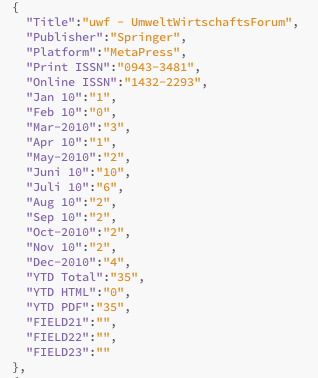 {
"Title":"uwf – UmweltWirtschaftsForum",
"Publisher":"Springer",
"Platform":"MetaPress",
"Print ISSN":"0943-3481",
"Online ISSN":"1432-2293",
"Jan 10":"1",
"Feb 10":"0",
"Mar-2010":"3",
"Apr 10":"1",
"May-2010":"2",
"Juni 10":"10",
"Juli 10":"6",
"Aug 10":"2",
"Sep 10":"2",
"Oct-2010":"2",
"Nov 10":"2",
"Dec-2010":"4",
"YTD Total":"35",
"YTD HTML":"0",
"YTD PDF":"35",
"FIELD21":"",
"FIELD22":"",
"FIELD23":""
},